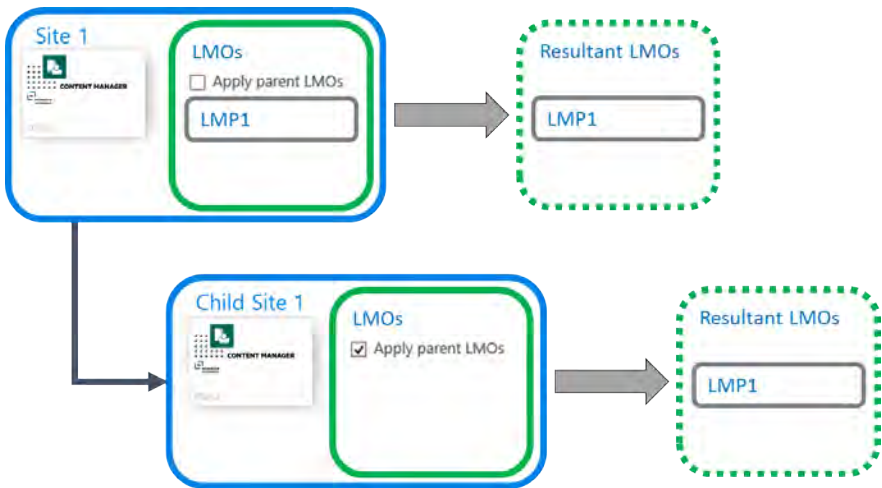 Site 1
CONTENT MANAGER
LMOs
Apply parent LMOs
LMP1
Resultant LMOs
LMP1
Child Site 1
CONTENT MANAGER
LMOs
Apply parent LMOs
Resultant LMOs
LMP1